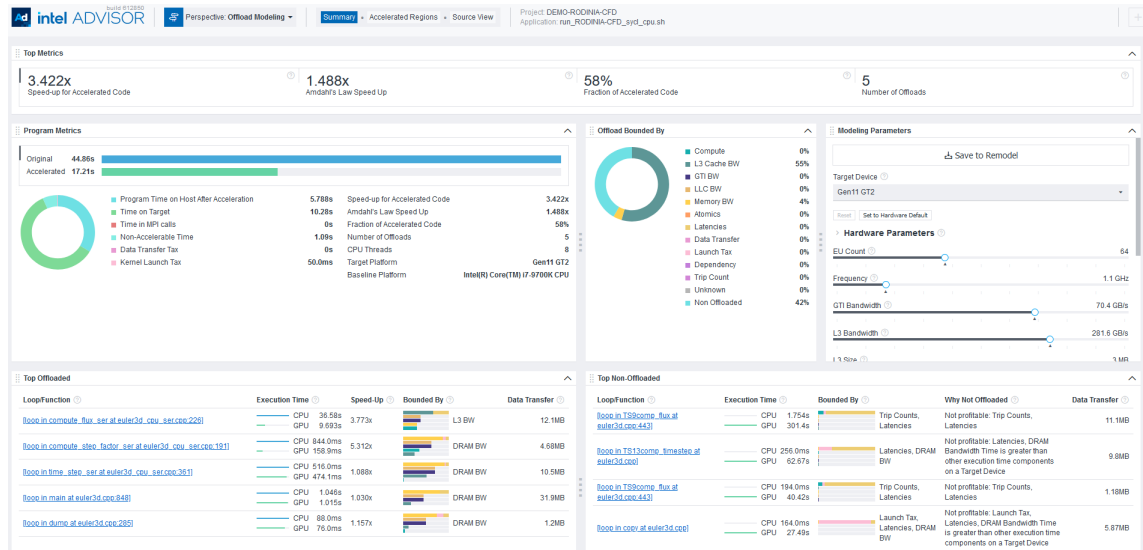 build 612850
intel ADVISOR
Perspective: Offload Modeling
Summary Accelerated Regions Source View
Project: DEMO-RODINIA-CFD
Application: run_RODINIA-CFD_sycl_cpu.sh
Top Metrics
3.422x
Speed-up for Accelerated Code
1.488x
Amdahl's Law Speed Up
58%
Fraction of Accelerated Code
5
Number of Offloads
Program Metrics
Original 44.86s
Accelerated 17.21s
Program Time on Host After Acceleration 5.788s
Time on Target 10.28s
Time in MPI calls 0s
Non-Accelerable Time 1.09s
Data Transfer Tax 0s
Kernel Launch Tax 50.0ms
Speed-up for Accelerated Code 3.422x
Amdahl's Law Speed Up 1.488x
Fraction of Accelerated Code 58%
Number of Offloads 5
CPU Threads 8
Target Platform Gen11 GT2
Baseline Platform Intel(R) Core(TM) i7-9700K CPU
Offload Bounded By
Compute 0%
L3 Cache BW 55%
GTI BW 0%
LLC BW 0%
Memory BW 4%
Atomics 0%
Latencies 0%
Data Transfer 0%
Launch Tax 0%
Dependency 0%
Trip Count 0%
Unknown 0%
Non Offloaded 42%
Modeling Parameters
Save to Remodel
Target Device
Gen11 GT2
Reset Set to Hardware Default
Hardware Parameters
EU Count 64
Frequency 1.1 GHz
GTI Bandwidth 70.4 GB/s
L3 Bandwidth 281.6 GB/s
L3 Size 3 MB
Top Offloaded
Loop/Function Execution Time Speed-Up Bounded By Data Transfer
[loop in compute_flux_ser at euler3d_cpu_ser.cpp:226] CPU 36.58s GPU 9.693s 3.773x L3 BW 12.1MB
[loop in compute_step_factor_ser at euler3d_cpu_ser.cpp:191] CPU 844.0ms GPU 158.9ms 5.312x DRAM BW 4.68MB
[loop in time_step_ser at euler3d_cpu_ser.cpp:361] CPU 516.0ms GPU 474.1ms 1.088x DRAM BW 10.5MB
[loop in main at euler3d.cpp:848] CPU 1.046s GPU 1.015s 1.030x DRAM BW 31.9MB
[loop in dump at euler3d.cpp:285] CPU 88.0ms GPU 76.0ms 1.157x DRAM BW 1.2MB
Top Non-Offloaded
Loop/Function Execution Time Bounded By Why Not Offloaded Data Transfer
[loop in TS9comp_flux at euler3d.cpp:443] CPU 1.754s GPU 301.4s Trip Counts, Latencies Not profitable: Trip Counts, Latencies 11.1MB
[loop in TS13comp_timestep at euler3d.cpp] CPU 256.0ms GPU 62.67s Latencies, DRAM BW Not profitable: Latencies, DRAM Bandwidth Time is greater than other execution time components on a Target Device 9.8MB
[loop in TS9comp_flux at euler3d.cpp:443] CPU 194.0ms GPU 40.42s Trip Counts, Latencies Not profitable: Trip Counts, Latencies 1.18MB
[loop in copy at euler3d.cpp] CPU 164.0ms GPU 27.49s Launch Tax, Latencies, DRAM BW Not profitable: Launch Tax, Latencies, DRAM Bandwidth Time is greater than other execution time components on a Target Device 5.87MB